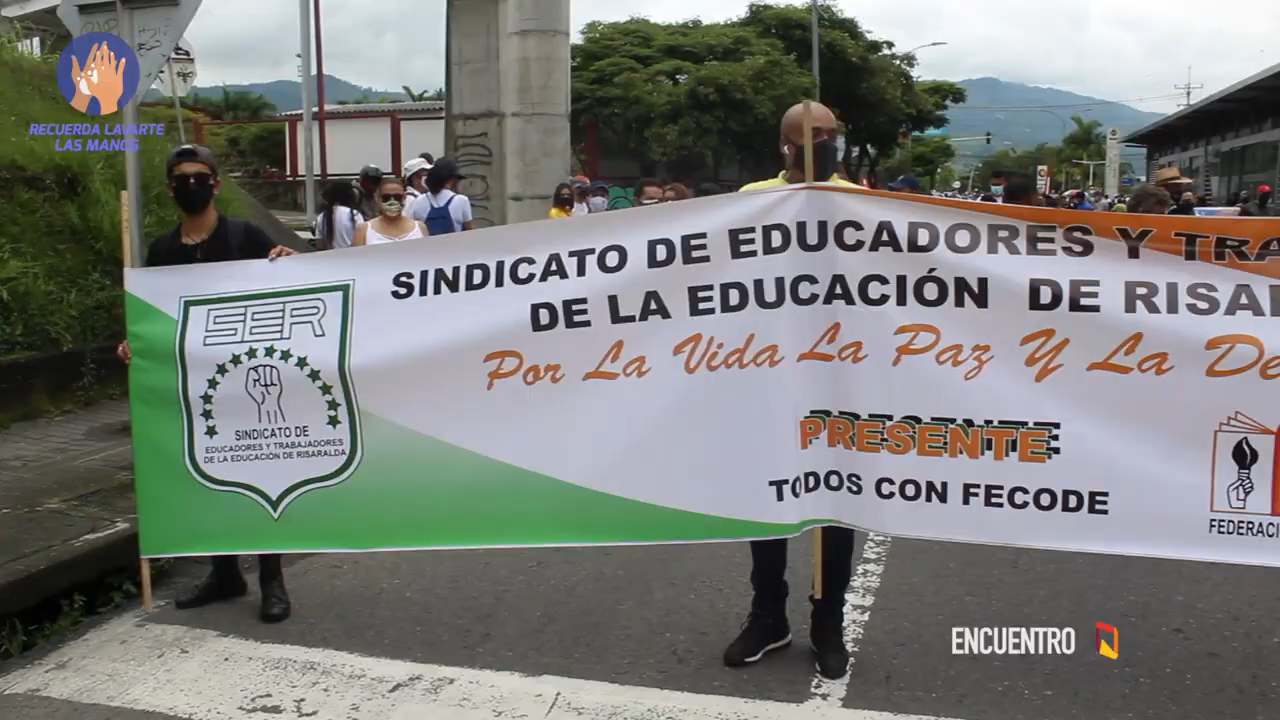 RECUERDA LAVARTE
LAS MANOS
SINDICATO DE EDUCADORES Y TRA
DE LA EDUCACIÓN DE RISARAL
Por La Vida La Paz Y La De
PRESENTE
TODOS CON FECODE
SER
SINDICATO DE
EDUCADORES Y TRABAJADORES
DE LA EDUCACIÓN DE RISARALDA
FEDERACI
ENCUENTRO